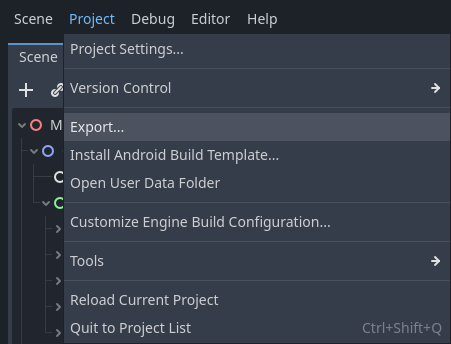 Scene Project Debug Editor Help
Scene
Project Settings...
Version Control
M
Export...
Install Android Build Template...
Open User Data Folder
Customize Engine Build Configuration...
Tools
Reload Current Project
Quit to Project List Ctrl+Shift+Q